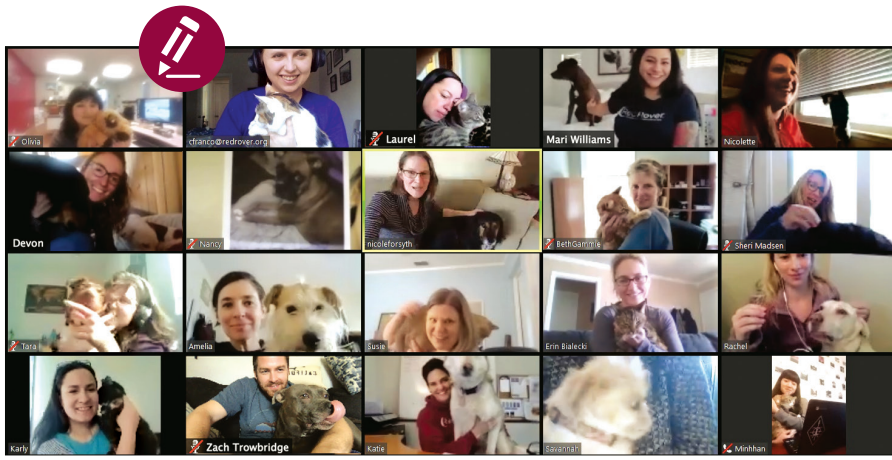 Olivia
cfranco@redrover.org
Laurel
Mari Williams
Nicolette
Devon
Nancy
nicoleforsyth
BethGammie
Sheri Madsen
Tara
Amelia
Susie
Erin Bialecki
Rachel
Karly
Zach Trowbridge
Katie
Savannah
Minhhan